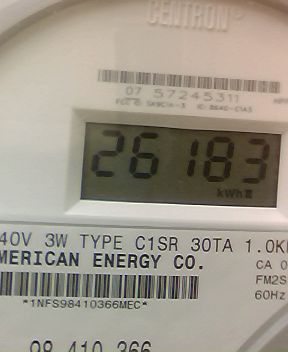 CENTRON
07 57245311
26183
kWh
40V 3W TYPE C1SR 30TA 1.0K
MERICAN ENERGY CO.
CA 0
FM2S
60Hz
*1NFS98410366MEC*
98 410 366